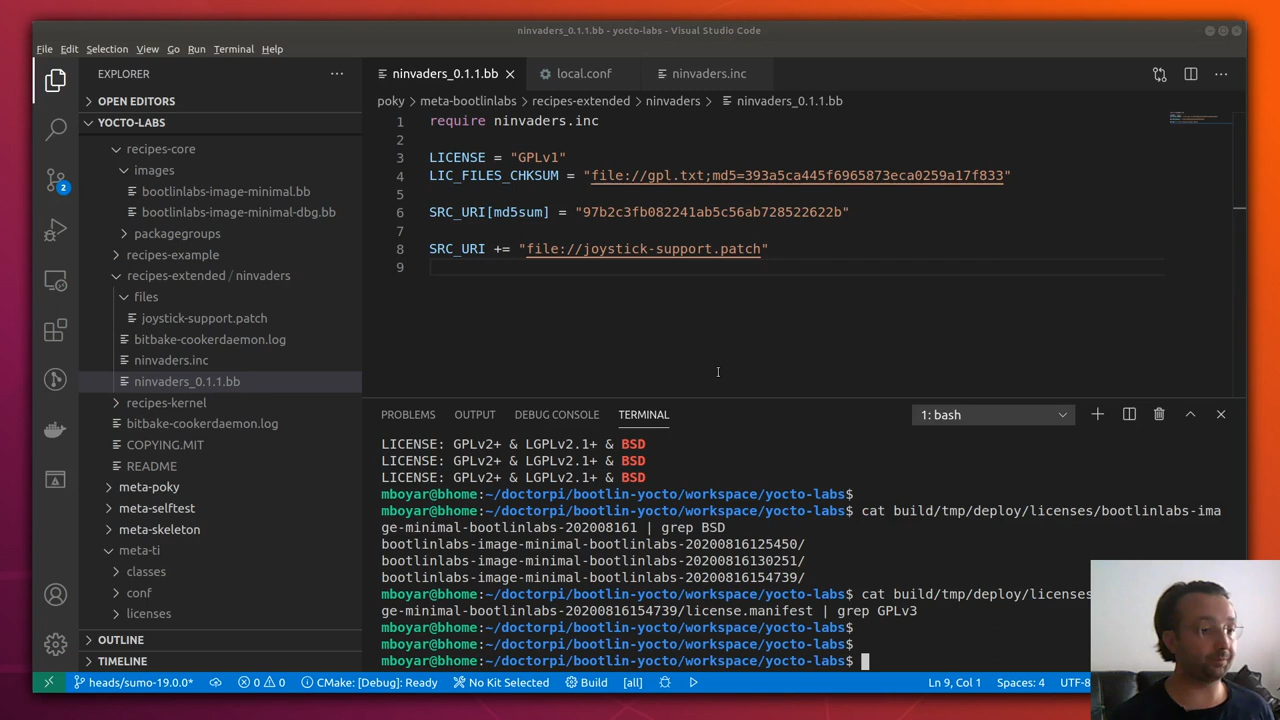 ninvaders_0.1.1.bb - yocto-labs - Visual Studio Code
File Edit Selection View Go Run Terminal Help
EXPLORER
OPEN EDITORS
YOCTO-LABS
recipes-core
images
bootlinlabs-image-minimal.bb
bootlinlabs-image-minimal-dbg.bb
packagegroups
recipes-example
recipes-extended / ninvaders
files
joystick-support.patch
bitbake-cookerdaemon.log
ninvaders.inc
ninvaders_0.1.1.bb
recipes-kernel
bitbake-cookerdaemon.log
COPYING.MIT
README
meta-poky
meta-selftest
meta-skeleton
meta-ti
classes
conf
licenses
OUTLINE
TIMELINE
2
ninvaders_0.1.1.bb local.conf ninvaders.inc
poky > meta-bootlinlabs > recipes-extended > ninvaders > ninvaders_0.1.1.bb
1 require ninvaders.inc
2
3 LICENSE = "GPLv1"
4 LIC_FILES_CHKSUM = "file://gpl.txt;md5=393a5ca445f6965873eca0259a17f833"
5
6 SRC_URI[md5sum] = "97b2c3fb082241ab5c56ab728522622b"
7
8 SRC_URI += "file://joystick-support.patch"
9
PROBLEMS OUTPUT DEBUG CONSOLE TERMINAL 1: bash
LICENSE: GPLv2+ & LGPLv2.1+ & BSD
LICENSE: GPLv2+ & LGPLv2.1+ & BSD
LICENSE: GPLv2+ & LGPLv2.1+ & BSD
mboyar@bhome:~/doctorpi/bootlin-yocto/workspace/yocto-labs$
mboyar@bhome:~/doctorpi/bootlin-yocto/workspace/yocto-labs$ cat build/tmp/deploy/licenses/bootlinlabs-ima
ge-minimal-bootlinlabs-202008161 | grep BSD
bootlinlabs-image-minimal-bootlinlabs-20200816125450/
bootlinlabs-image-minimal-bootlinlabs-20200816130251/
bootlinlabs-image-minimal-bootlinlabs-20200816154739/
mboyar@bhome:~/doctorpi/bootlin-yocto/workspace/yocto-labs$ cat build/tmp/deploy/licenses
ge-minimal-bootlinlabs-20200816154739/license.manifest | grep GPLv3
mboyar@bhome:~/doctorpi/bootlin-yocto/workspace/yocto-labs$
mboyar@bhome:~/doctorpi/bootlin-yocto/workspace/yocto-labs$
mboyar@bhome:~/doctorpi/bootlin-yocto/workspace/yocto-labs$
heads/sumo-19.0.0* 0 0 CMake: [Debug]: Ready No Kit Selected Build [all] Ln 9, Col 1 Spaces: 4 UTF-8